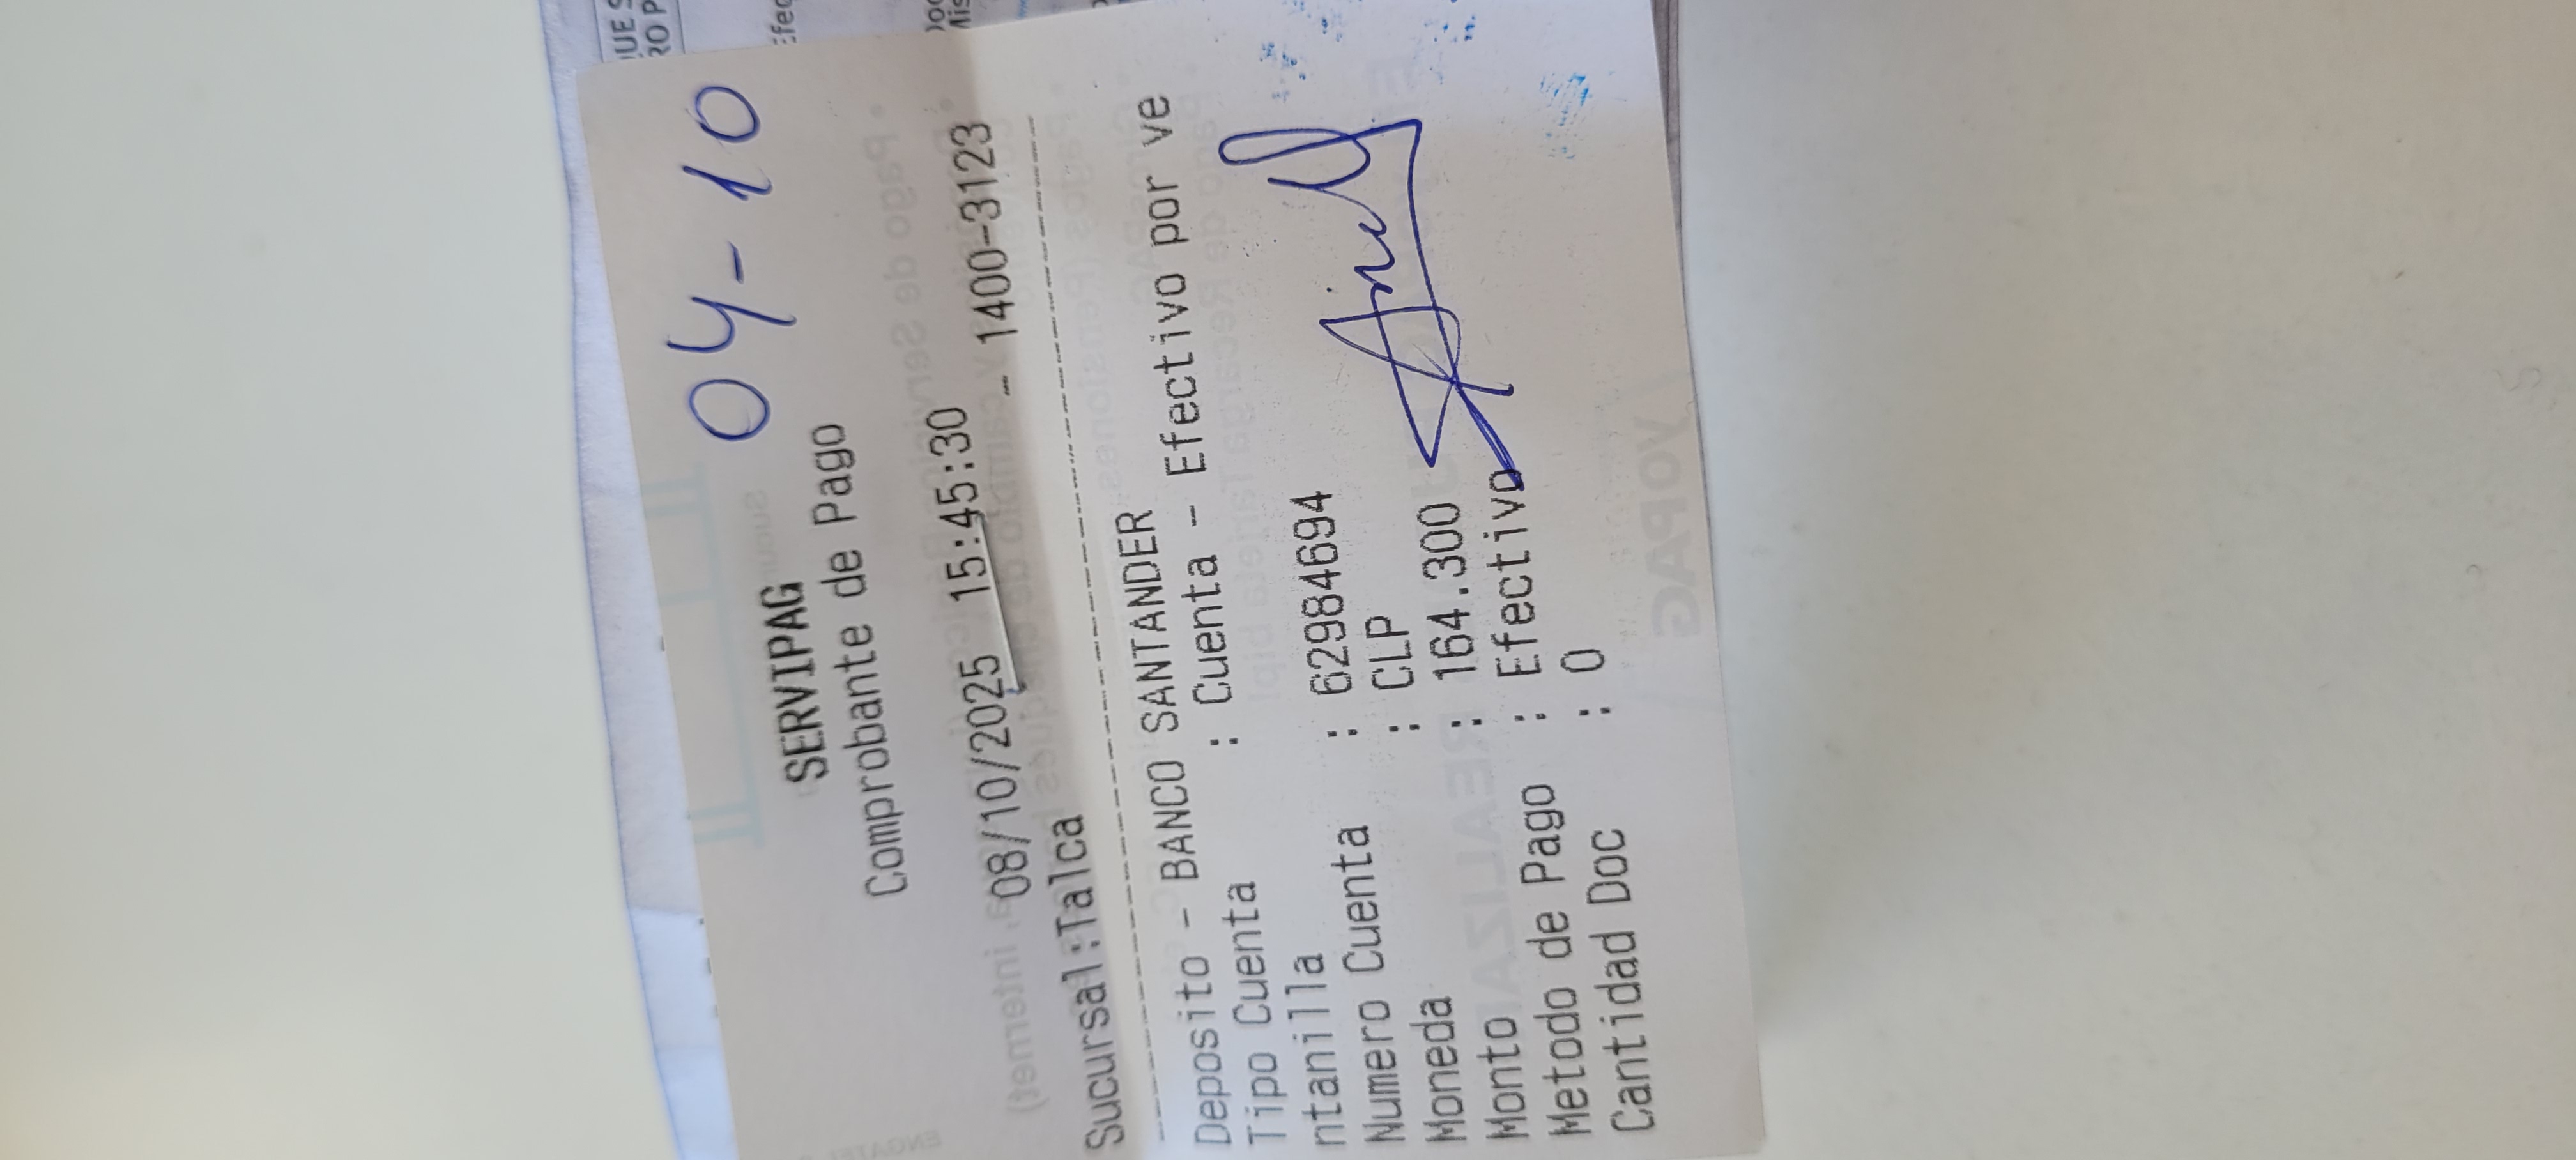 04-10
SERVIPAG
Comprobante de Pago
08/10/2025 15:45:30 - 1400-3123
Sucursal:Talca
Deposito - BANCO SANTANDER
Tipo Cuenta : Cuenta - Efectivo por ve
ntanilla
Numero Cuenta : 62984694
Moneda : CLP
Monto : 164.300
Metodo de Pago : Efectivo
Cantidad Doc : 0